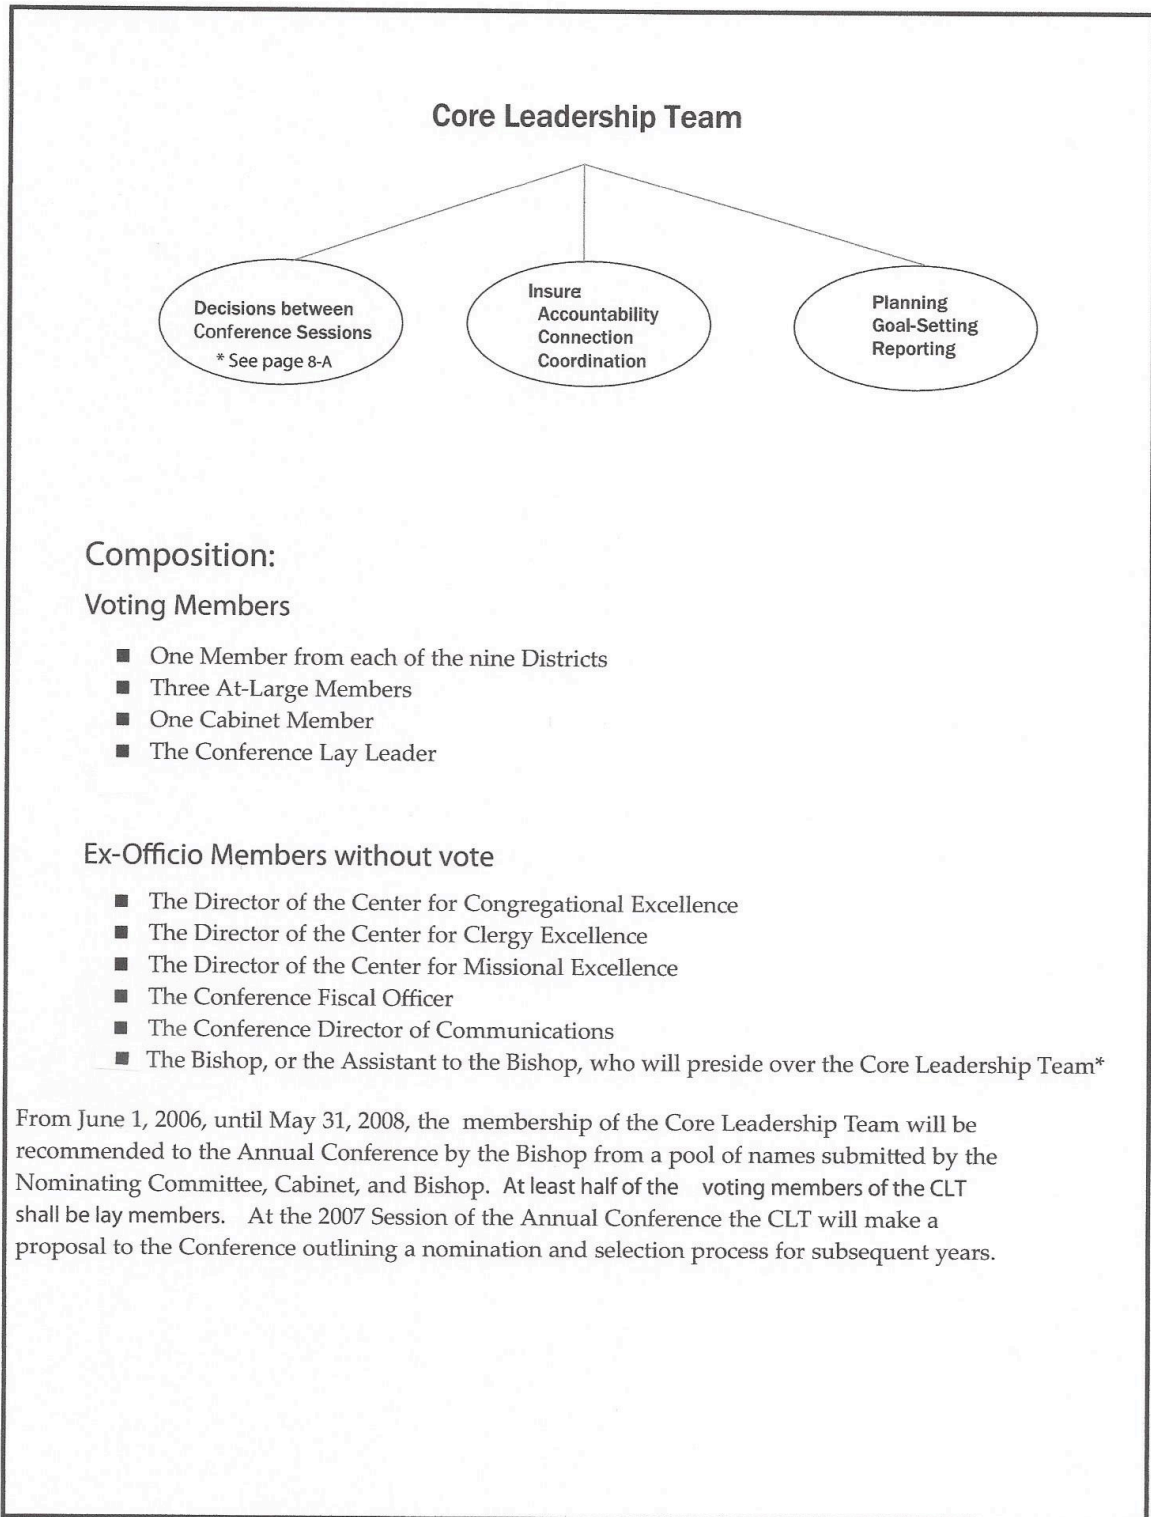 Core Leadership Team
Decisions between
Conference Sessions
* See page 8-A
Insure
Accountability
Connection
Coordination
Planning
Goal-Setting
Reporting
Composition:
Voting Members
■ One Member from each of the nine Districts
■ Three At-Large Members
■ One Cabinet Member
■ The Conference Lay Leader
Ex-Officio Members without vote
■ The Director of the Center for Congregational Excellence
■ The Director of the Center for Clergy Excellence
■ The Director of the Center for Missional Excellence
■ The Conference Fiscal Officer
■ The Conference Director of Communications
■ The Bishop, or the Assistant to the Bishop, who will preside over the Core Leadership Team*
From June 1, 2006, until May 31, 2008, the membership of the Core Leadership Team will be
recommended to the Annual Conference by the Bishop from a pool of names submitted by the
Nominating Committee, Cabinet, and Bishop. At least half of the voting members of the CLT
shall be lay members. At the 2007 Session of the Annual Conference the CLT will make a
proposal to the Conference outlining a nomination and selection process for subsequent years.